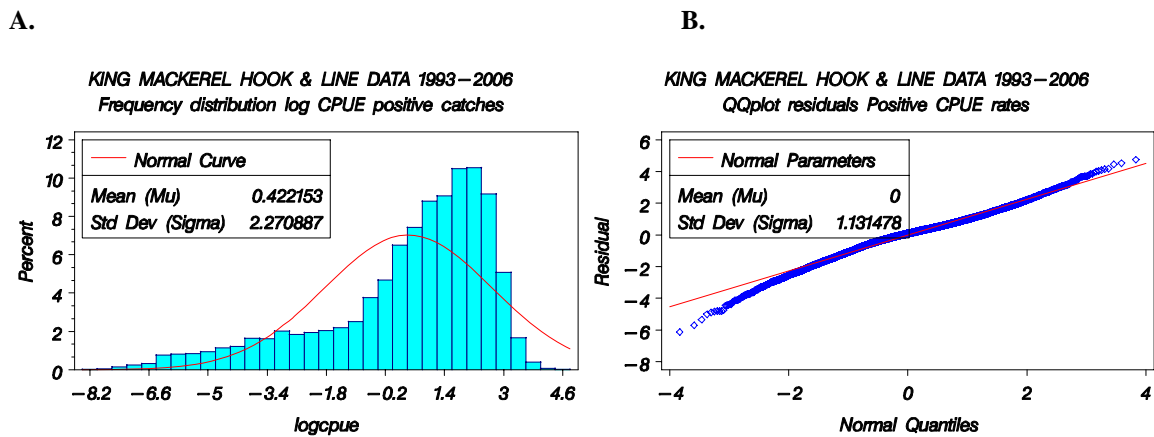 A.
KING MACKEREL HOOK & LINE DATA 1993–2006
Frequency distribution log CPUE positive catches
Percent
12
10
8
6
4
2
0
Normal Curve
Mean (Mu) 0.422153
Std Dev (Sigma) 2.270887
−8.2 −6.6 −5 −3.4 −1.8 −0.2 1.4 3 4.6
logcpue
B.
KING MACKEREL HOOK & LINE DATA 1993–2006
QQplot residuals Positive CPUE rates
Residual
6
4
2
0
−2
−4
−6
−8
Normal Parameters
Mean (Mu) 0
Std Dev (Sigma) 1.131478
−4 −2 0 2 4
Normal Quantiles